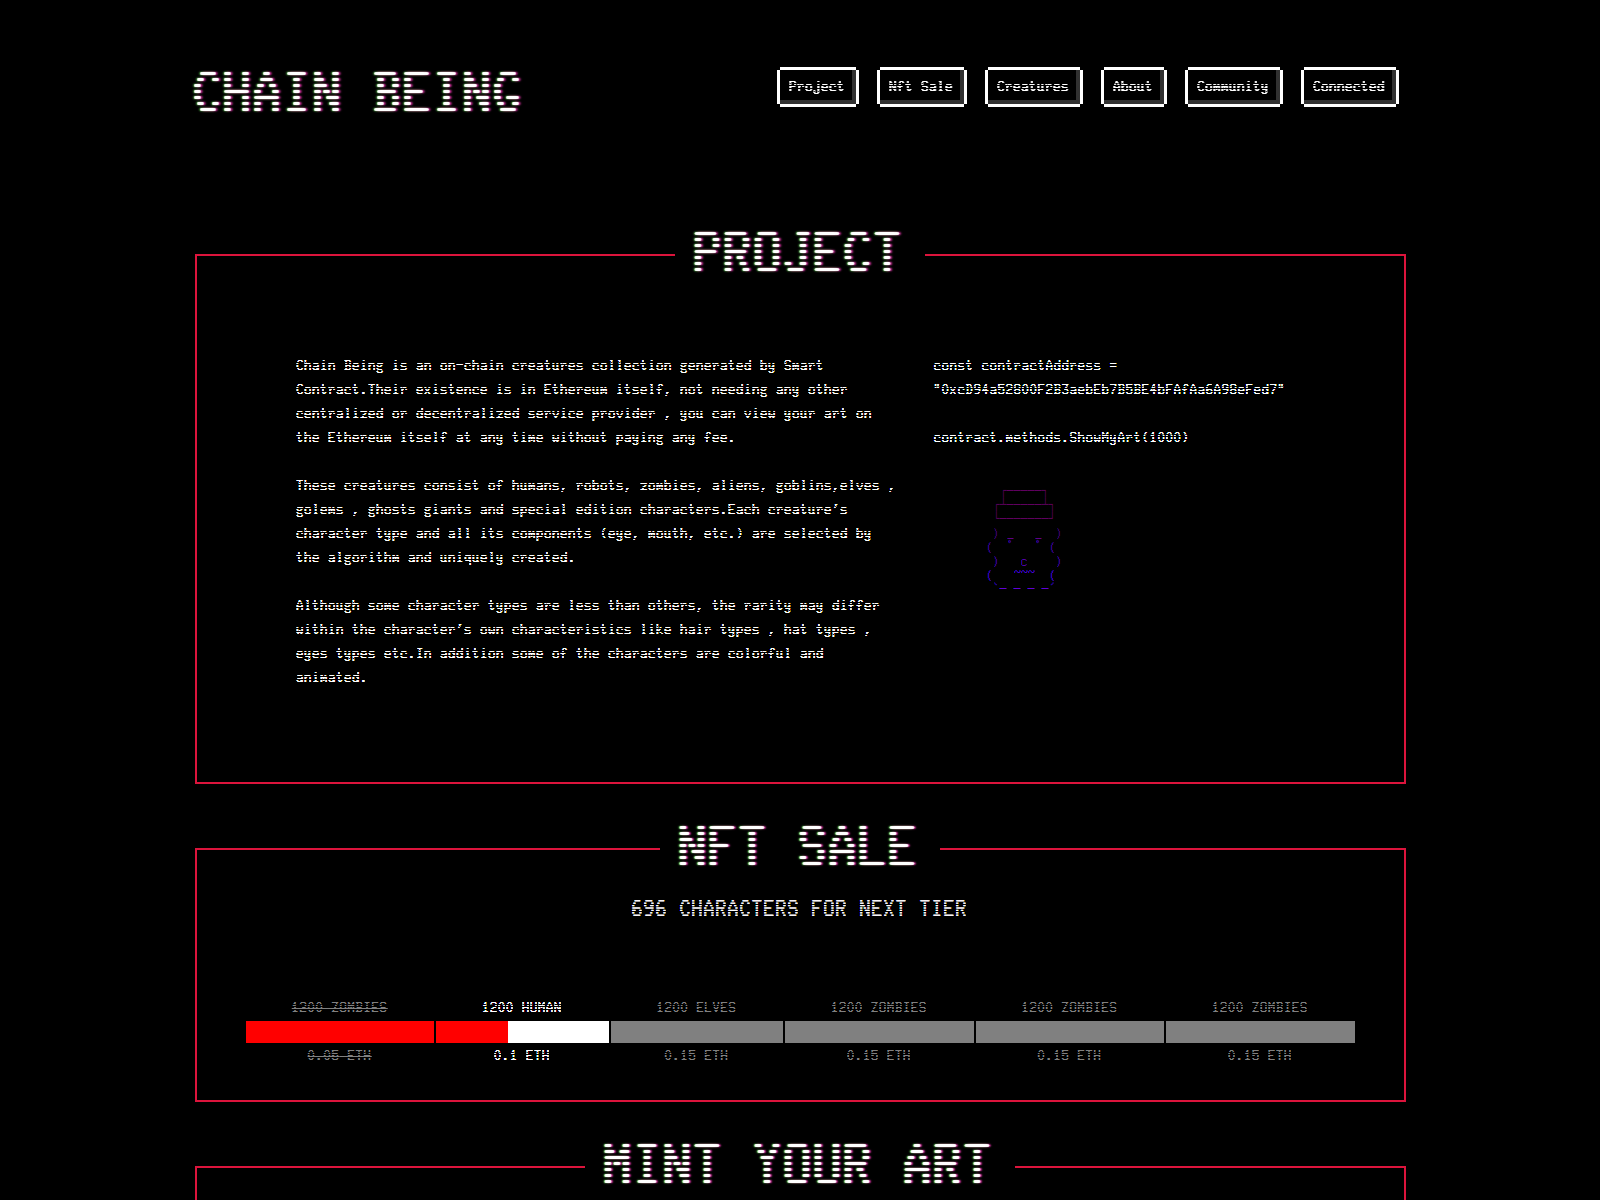 CHAIN BEING
Project
Nft Sale
Creatures
About
Community
Connected
PROJECT
Chain Being is an on-chain creatures collection generated by Smart
Contract.Their existence is in Ethereum itself, not needing any other
centralized or decentralized service provider , you can view your art on
the Ethereum itself at any time without paying any fee.
These creatures consist of humans, robots, zombies, aliens, goblins,elves ,
golems , ghosts giants and special edition characters.Each creature's
character type and all its components (eye, mouth, etc.) are selected by
the algorithm and uniquely created.
Although some character types are less than others, the rarity may differ
within the character's own characteristics like hair types , hat types ,
eyes types etc.In addition some of the characters are colorful and
animated.
const contractAddress =
contract.methods.ShowMyArt(1000)
NFT SALE
696 CHARACTERS FOR NEXT TIER
1200 ZOMBIES
1200 HUMAN
1200 ELVES
1200 ZOMBIES
1200 ZOMBIES
1200 ZOMBIES
0.05 ETH
0.1 ETH
0.15 ETH
0.15 ETH
0.15 ETH
0.15 ETH
MINT YOUR ART